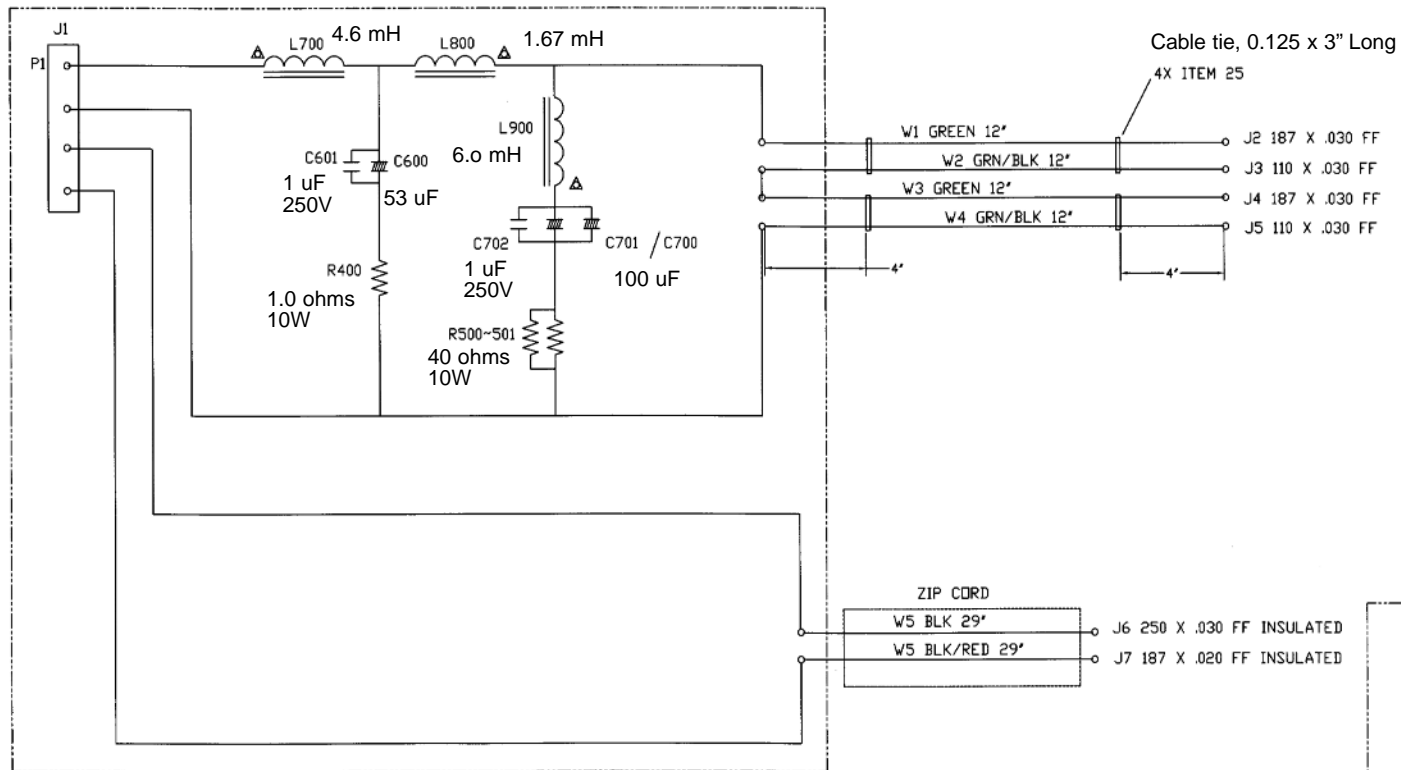 J1
P1
L700
4.6 mH
L800
1.67 mH
Cable tie, 0.125 x 3” Long
4X ITEM 25
L900
6.o mH
C601
1 uF
250V
C600
53 uF
W1 GREEN 12"
J2 187 X .030 FF
W2 GRN/BLK 12"
J3 110 X .030 FF
W3 GREEN 12"
J4 187 X .030 FF
W4 GRN/BLK 12"
J5 110 X .030 FF
4"
4"
C702
1 uF
250V
C701 / C700
100 uF
R400
1.0 ohms
10W
R500~501
40 ohms
10W
ZIP CORD
W5 BLK 29"
J6 250 X .030 FF INSULATED
W5 BLK/RED 29"
J7 187 X .020 FF INSULATED